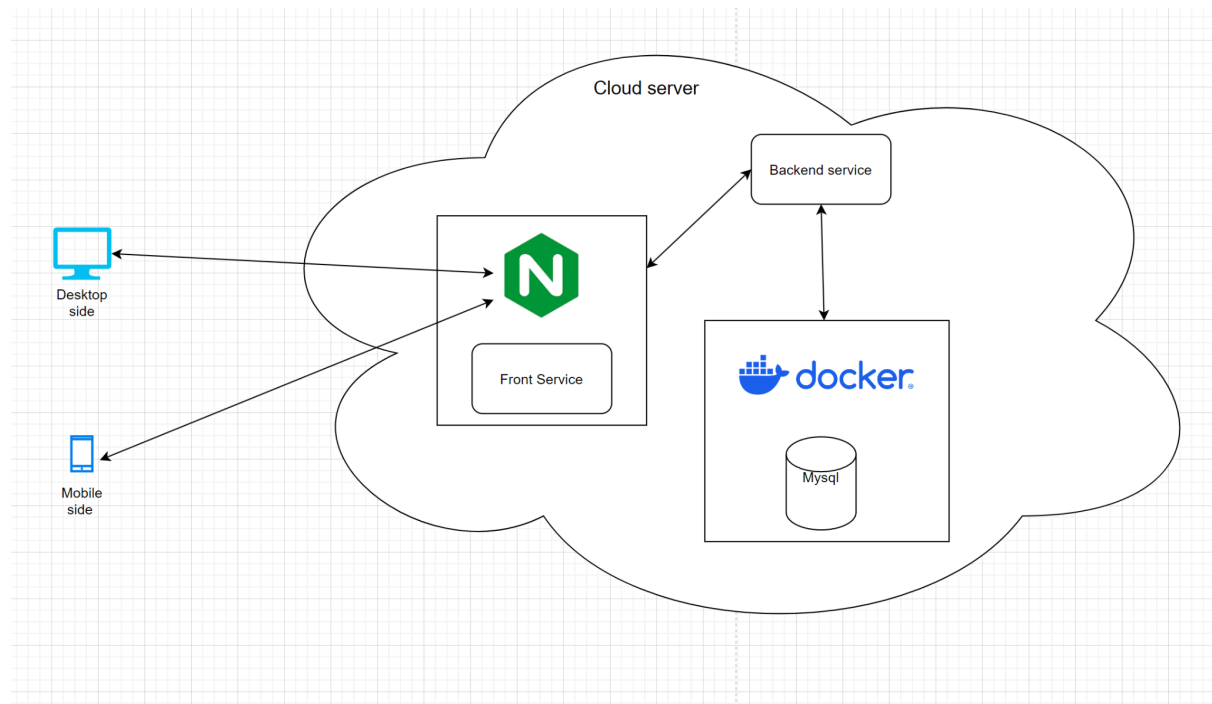 Cloud server
Backend service
N
Desktop
side
Front Service
docker
Mobile
side
Mysql